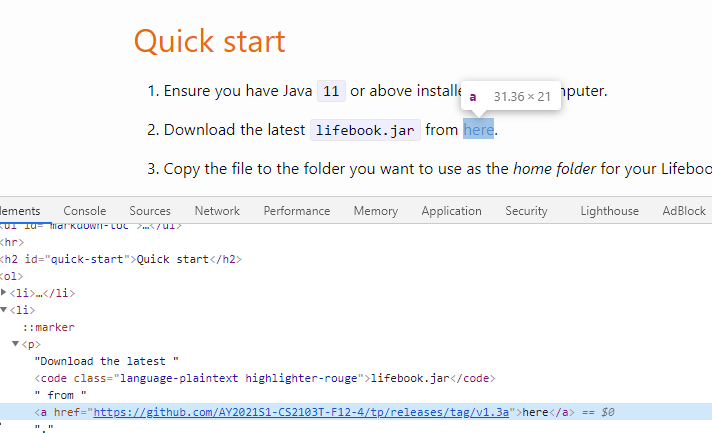 Quick start
1. Ensure you have Java 11 or above installe
a 31.36 × 21
mputer.
2. Download the latest lifebook.jar from here.
3. Copy the file to the folder you want to use as the home folder for your Lifeboo
lements Console Sources Network Performance Memory Application Security Lighthouse AdBlock
<ul id="markdown-toc">…</ul>
<hr>
<h2 id="quick-start">Quick start</h2>
<ol>
<li>…</li>
<li>
::marker
<p>
"Download the latest "
<code class="language-plaintext highlighter-rouge">lifebook.jar</code>
" from "
<a href="https://github.com/AY2021S1-CS2103T-F12-4/tp/releases/tag/v1.3a">here</a> == $0
"."